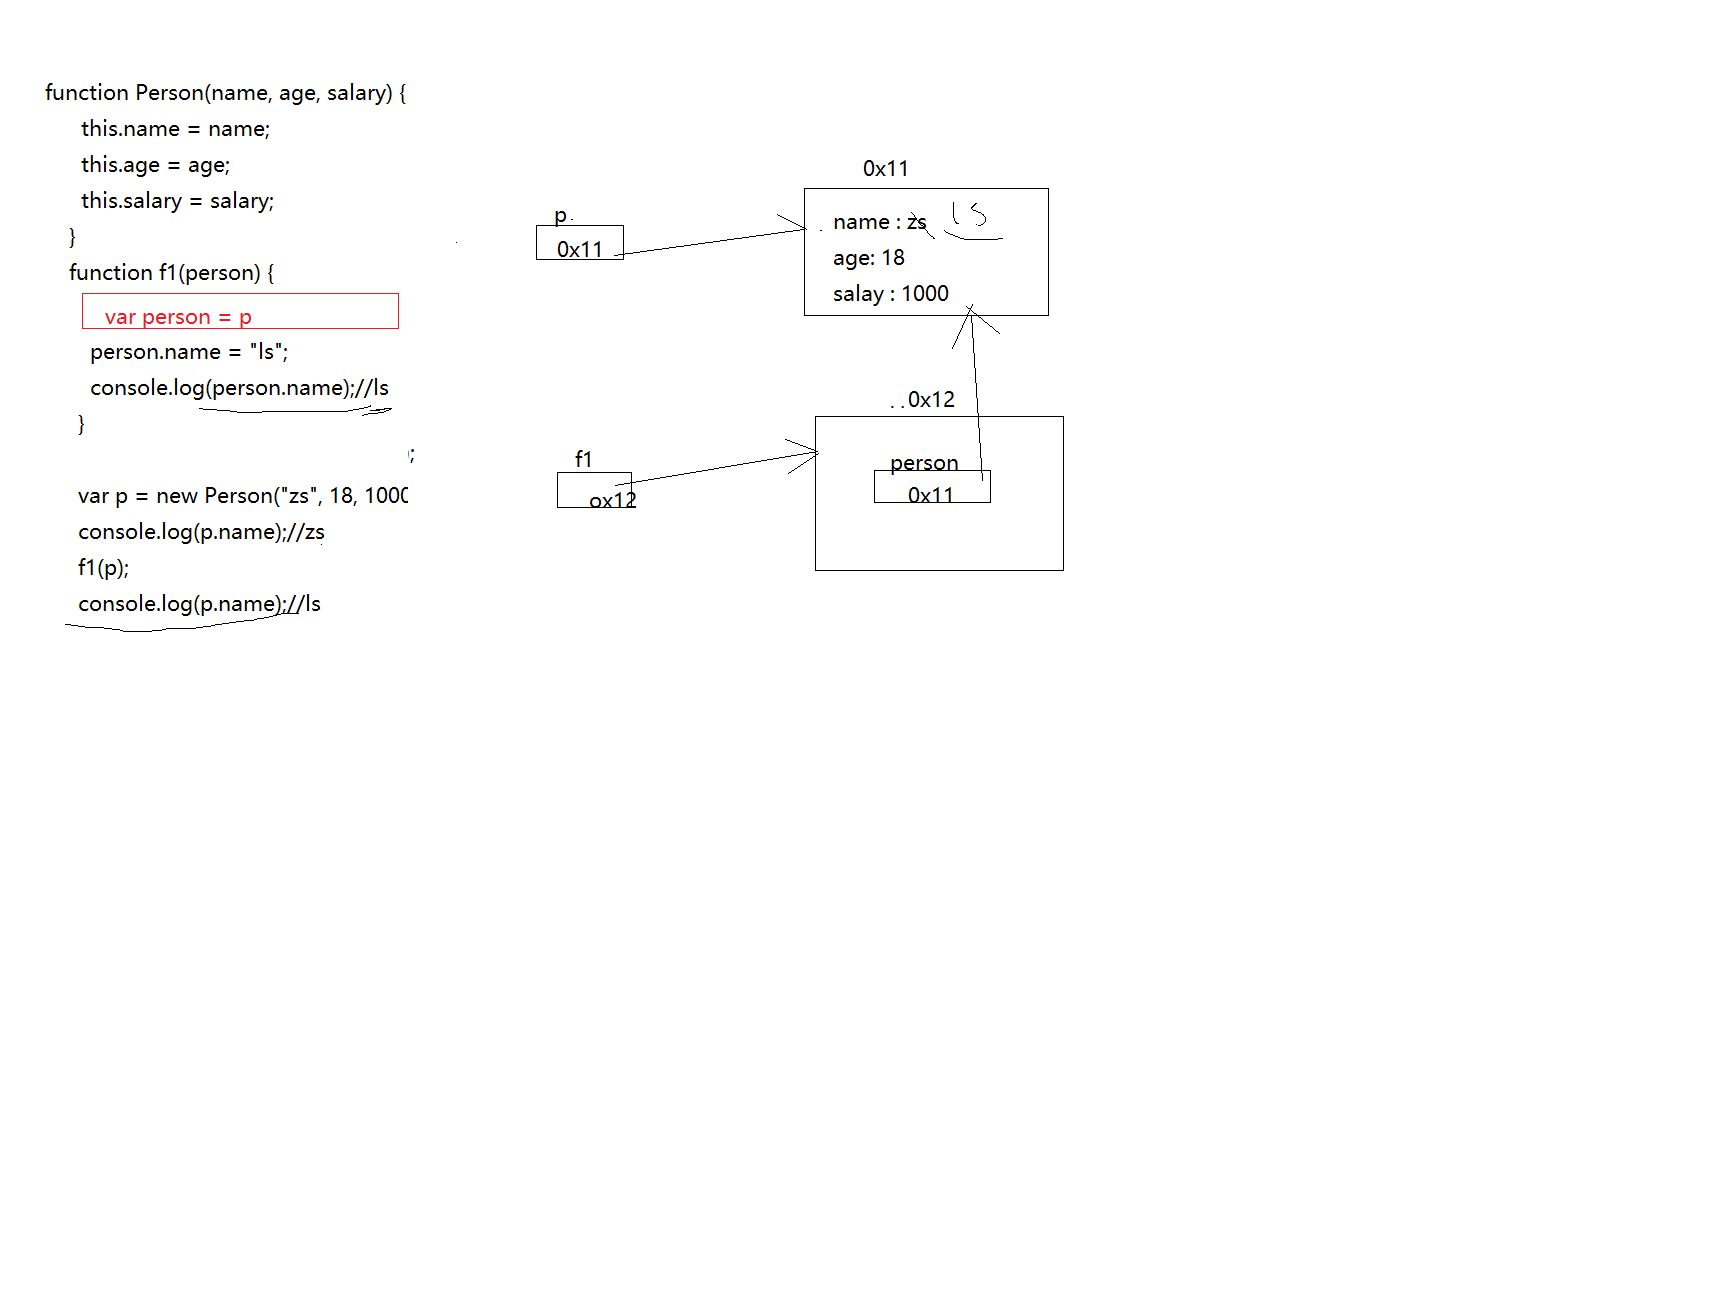 function Person(name, age, salary) {
this.name = name;
this.age = age;
this.salary = salary;
}
function f1(person) {
var person = p
person.name = "ls";
console.log(person.name);//ls
}
;
var p = new Person("zs", 18, 1000
console.log(p.name);//zs
f1(p);
console.log(p.name);//ls
p
0x11
0x11
name : zs ls
age: 18
salay : 1000
f1
ox12
0x12
person
0x11